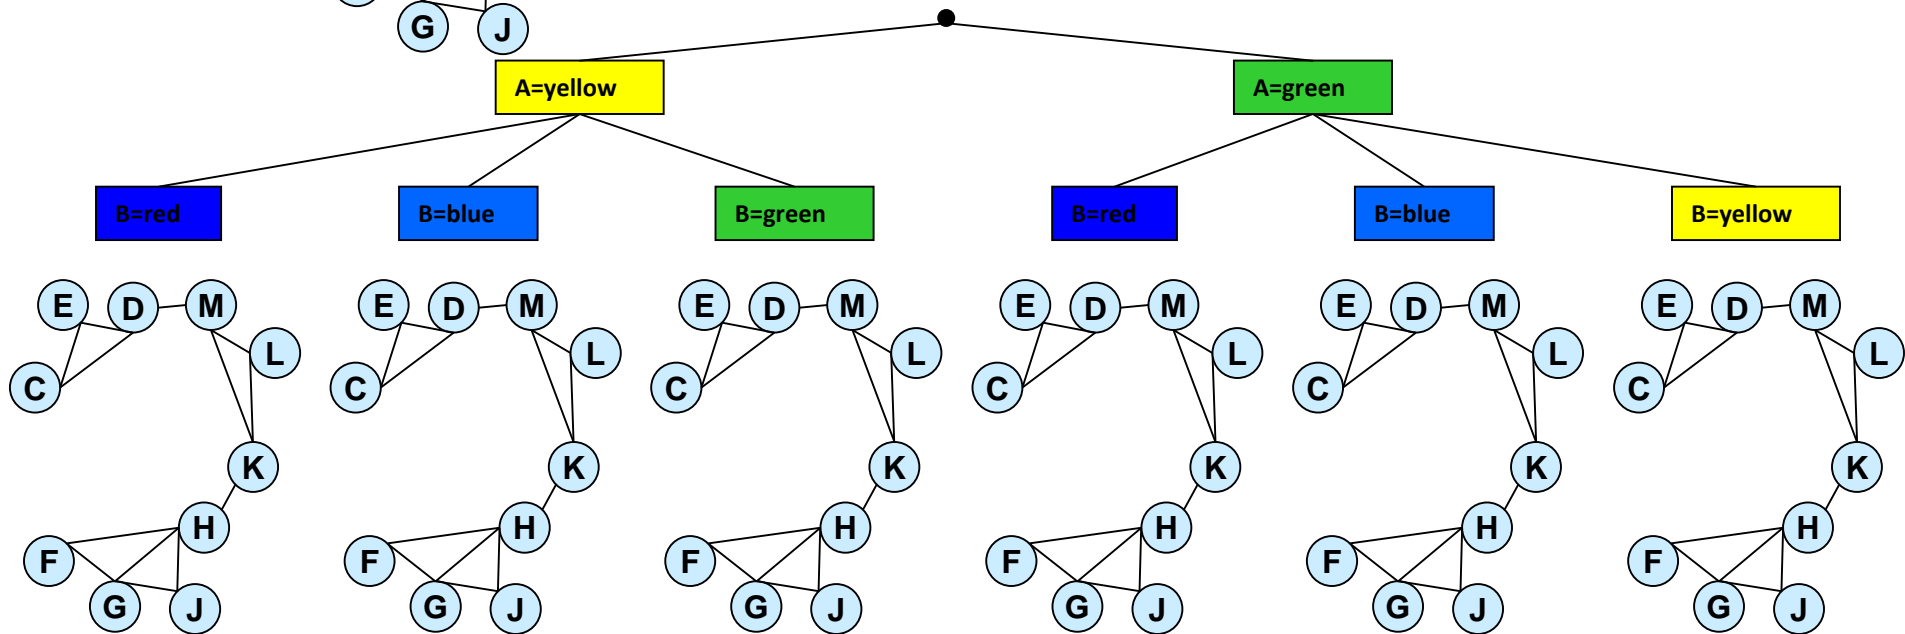 G J
A=yellow A=green
B=red B=blue B=green B=red B=blue B=yellow
E D M E D M E D M E D M E D M E D M
L L L L L L
C C C C C C
K K K K K K
H H H H H H
F F F F F F
G J G J G J G J G J G J